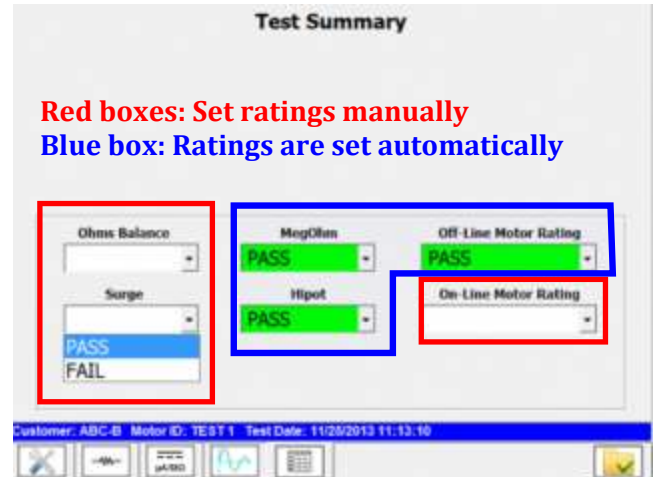 Test Summary
Red boxes: Set ratings manually
Blue box: Ratings are set automatically
Ohms Balance
MegOhm
Off-Line Motor Rating
PASS
PASS
Surge
Hipot
On-Line Motor Rating
PASS
PASS
FAIL
Customer: ABC-B Motor ID: TEST 1 Test Date: 11/28/2013 11:13:10